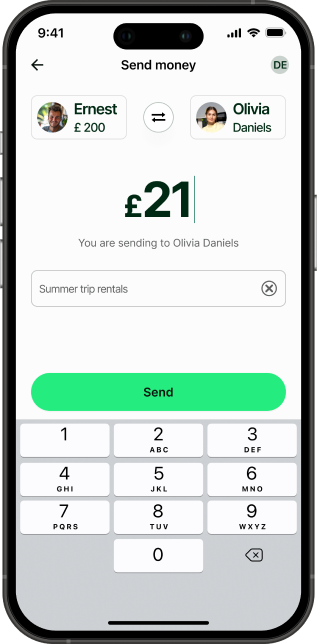 9:41
Send money
DE
Ernest
£ 200
Olivia
Daniels
£21
You are sending to Olivia Daniels
Summer trip rentals
Send
1
2
ABC
3
DEF
4
GHI
5
JKL
6
MNO
7
PQRS
8
TUV
9
WXYZ
0